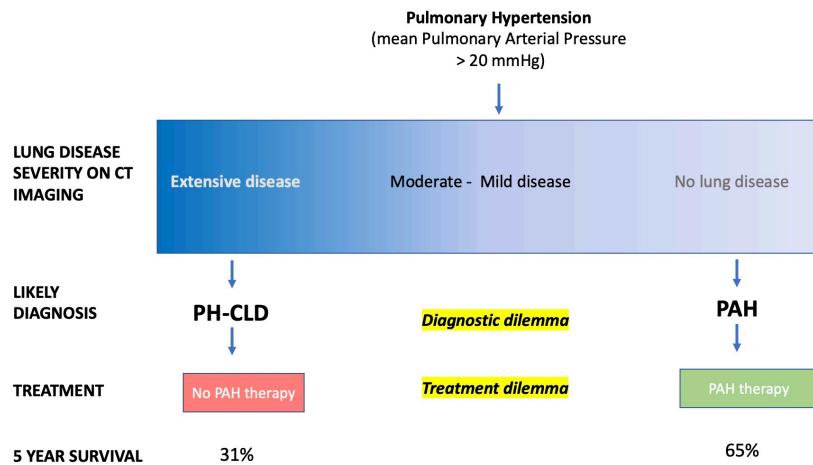 Pulmonary Hypertension
(mean Pulmonary Arterial Pressure
> 20 mmHg)
LUNG DISEASE
SEVERITY ON CT
IMAGING
Extensive disease
Moderate - Mild disease
No lung disease
LIKELY
DIAGNOSIS
PH-CLD
Diagnostic dilemma
PAH
TREATMENT
No PAH therapy
Treatment dilemma
PAH therapy
5 YEAR SURVIVAL
31%
65%